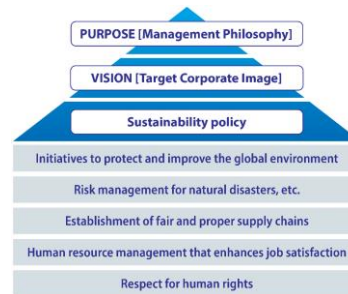 PURPOSE [Management Philosophy]
VISION [Target Corporate Image]
Sustainability policy
Initiatives to protect and improve the global environment
Risk management for natural disasters, etc.
Establishment of fair and proper supply chains
Human resource management that enhances job satisfaction
Respect for human rights